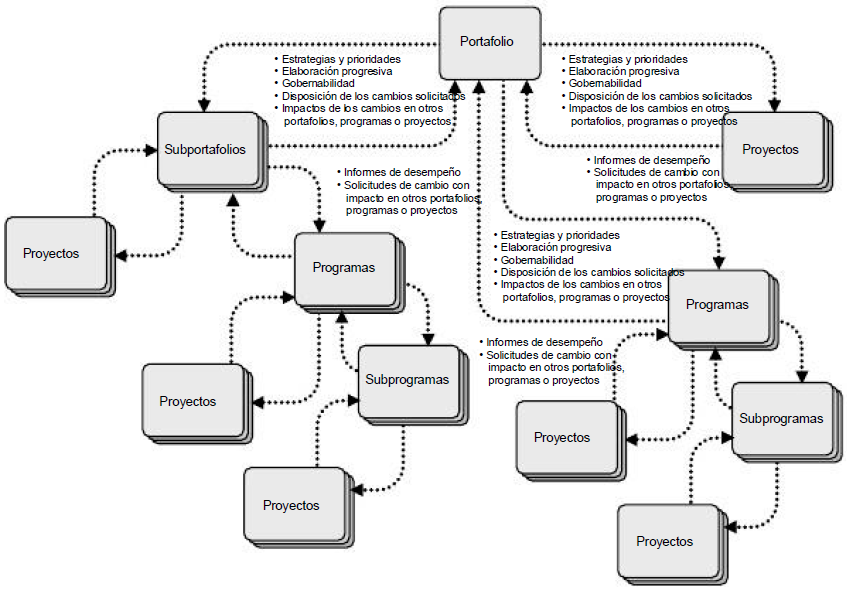 Portafolio
• Estrategias y prioridades
• Elaboración progresiva
• Gobernabilidad
• Disposición de los cambios solicitados
• Impactos de los cambios en otros
portafolios, programas o proyectos
• Estrategias y prioridades
• Elaboración progresiva
• Gobernabilidad
• Disposición de los cambios solicitados
• Impactos de los cambios en otros
portafolios, programas o proyectos
Subportafolios
Proyectos
• Informes de desempeño
• Solicitudes de cambio con
impacto en otros portafolios,
programas o proyectos
• Informes de desempeño
• Solicitudes de cambio con
impacto en otros portafolios,
programas o proyectos
Proyectos
Programas
• Estrategias y prioridades
• Elaboración progresiva
• Gobernabilidad
• Disposición de los cambios solicitados
• Impactos de los cambios en otros
portafolios, programas o proyectos
Programas
• Informes de desempeño
• Solicitudes de cambio con
impacto en otros portafolios,
programas o proyectos
Subprogramas
Proyectos
Subprogramas
Proyectos
Proyectos
Proyectos